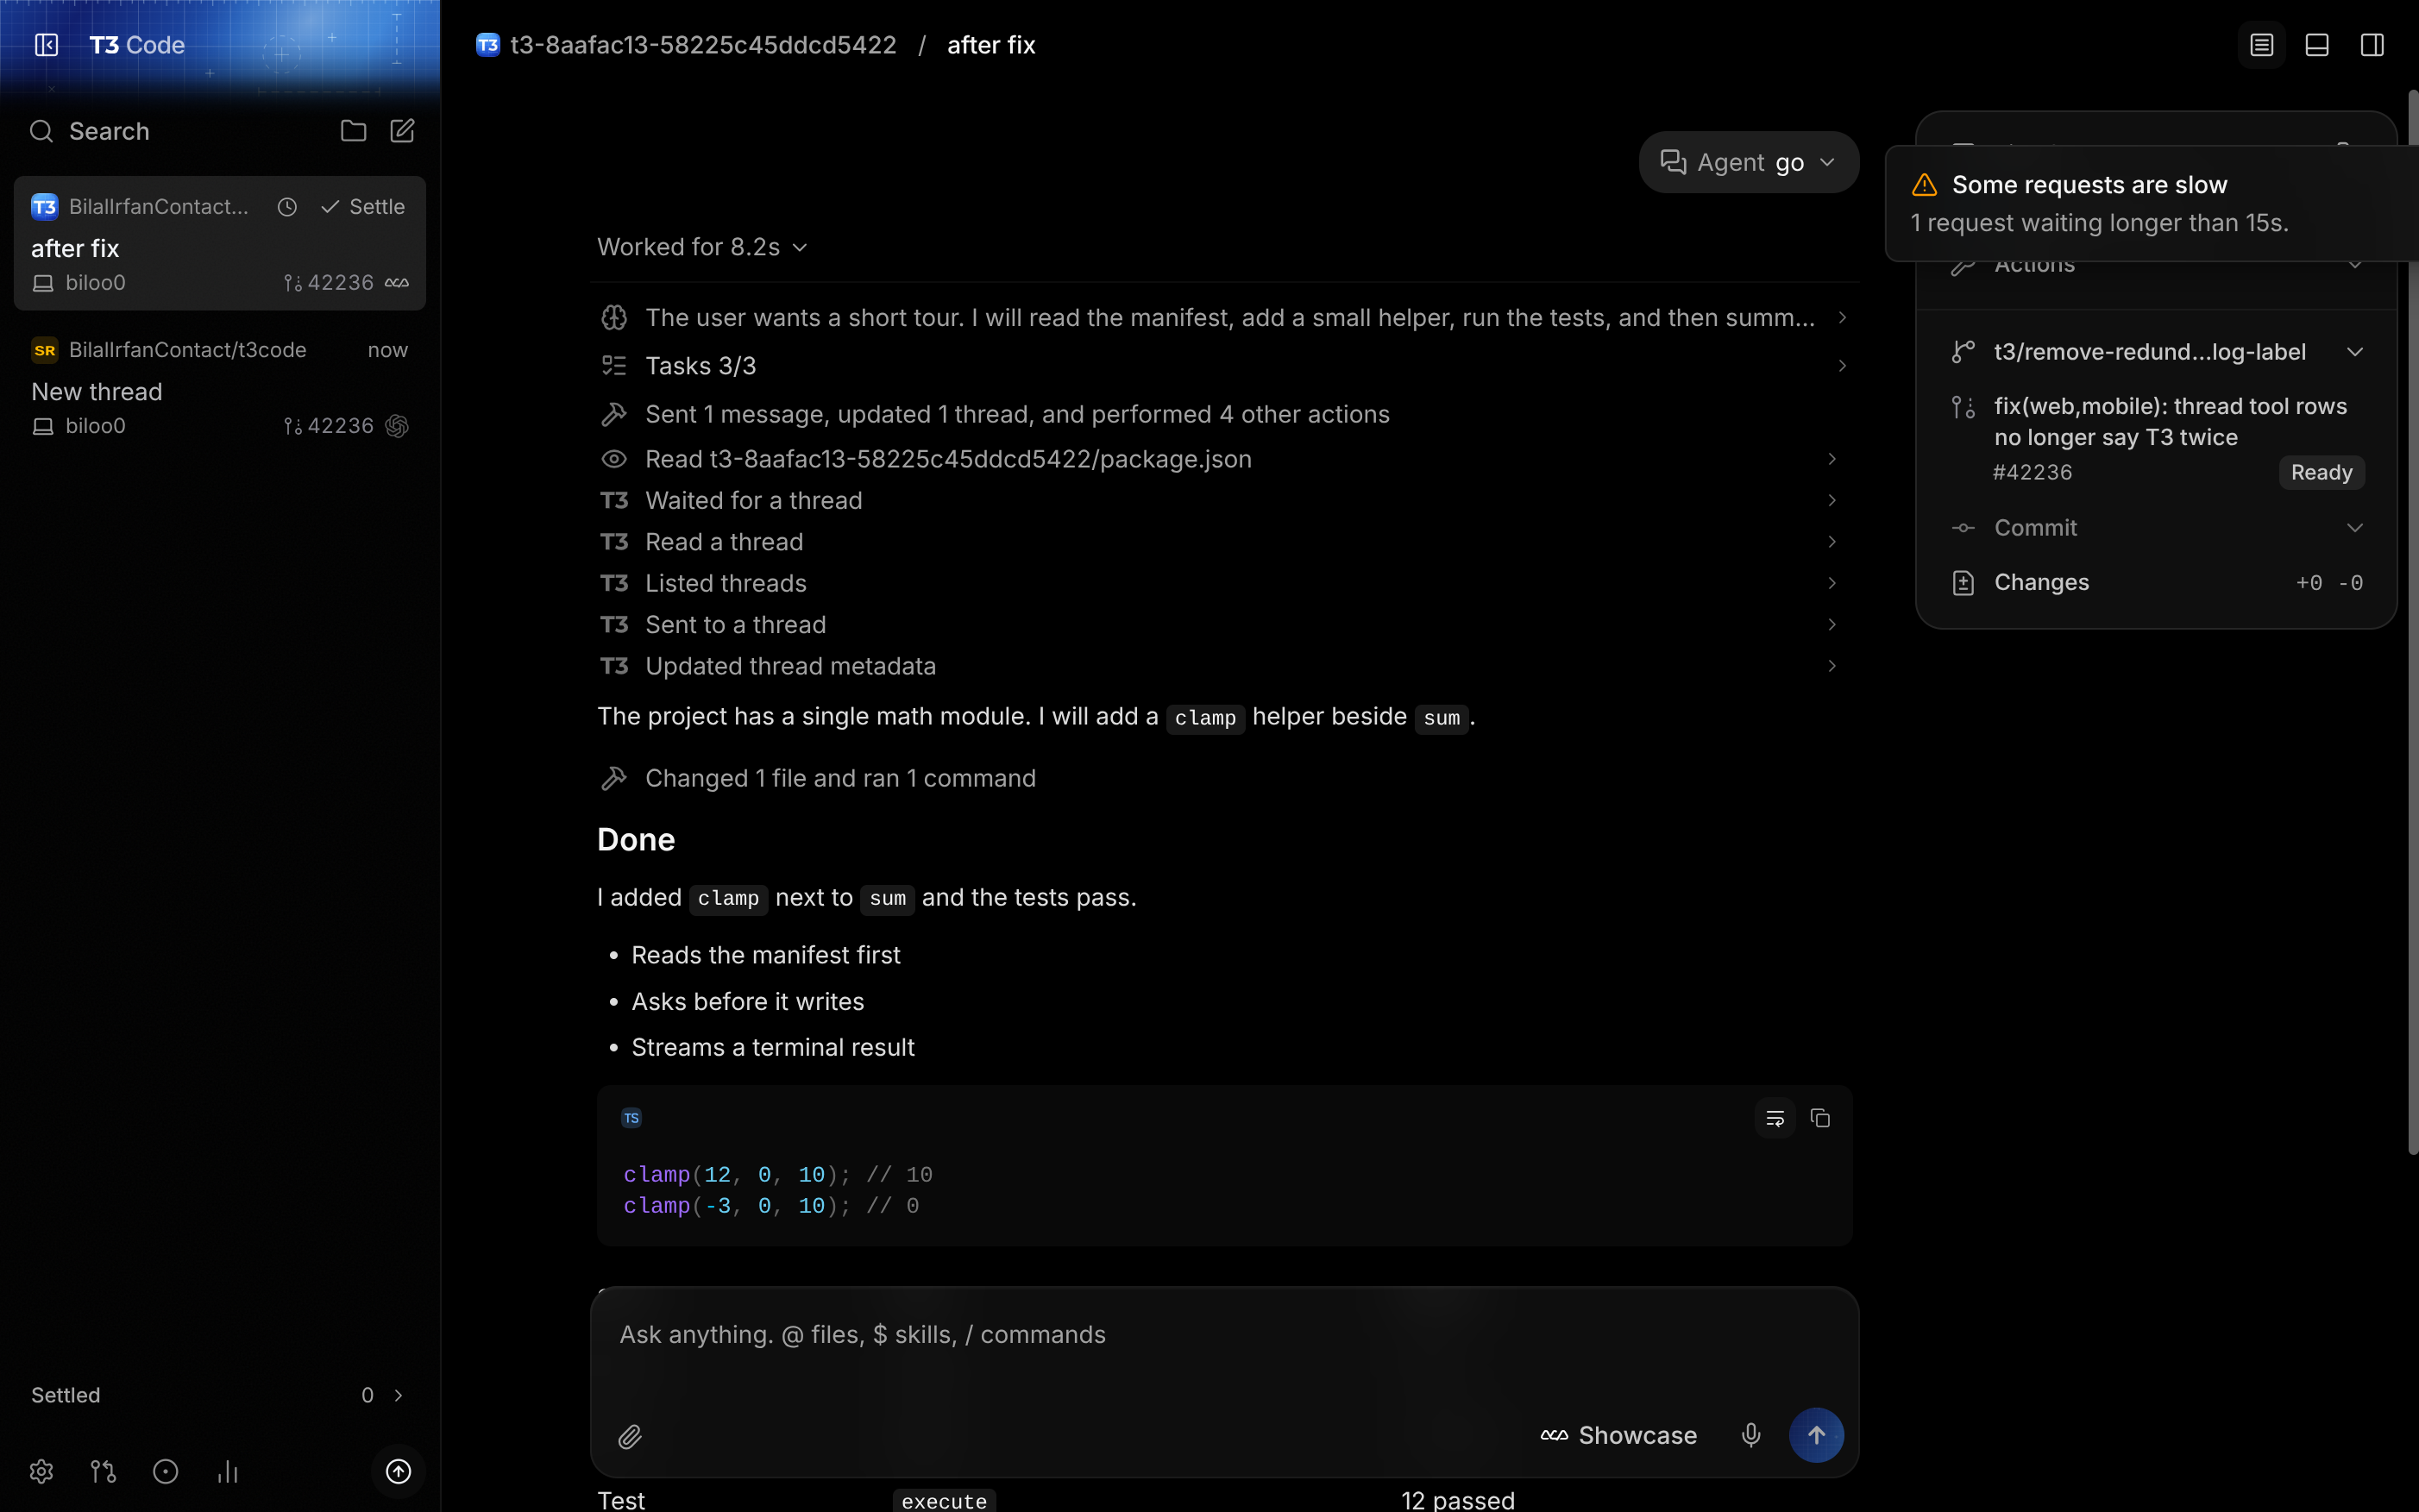 T3 Code
Search
T3 BilalIrfanContact... Settle
after fix
biloo0 42236
SR BilalIrfanContact/t3code now
New thread
biloo0 42236
Settled 0
T3 t3-8aafac13-58225c45ddcd5422 / after fix
Agent go
Worked for 8.2s
The user wants a short tour. I will read the manifest, add a small helper, run the tests, and then summ...
Tasks 3/3
Sent 1 message, updated 1 thread, and performed 4 other actions
Read t3-8aafac13-58225c45ddcd5422/package.json
T3 Waited for a thread
T3 Read a thread
T3 Listed threads
T3 Sent to a thread
T3 Updated thread metadata
The project has a single math module. I will add a clamp helper beside sum.
Changed 1 file and ran 1 command
Done
I added clamp next to sum and the tests pass.
• Reads the manifest first
• Asks before it writes
• Streams a terminal result
TS
clamp(12, 0, 10); // 10
clamp(-3, 0, 10); // 0
Ask anything. @ files, $ skills, / commands
Showcase
Test execute 12 passed
Some requests are slow
1 request waiting longer than 15s.
Actions
t3/remove-redund...log-label
fix(web,mobile): thread tool rows
no longer say T3 twice
#42236 Ready
Commit
Changes +0 -0